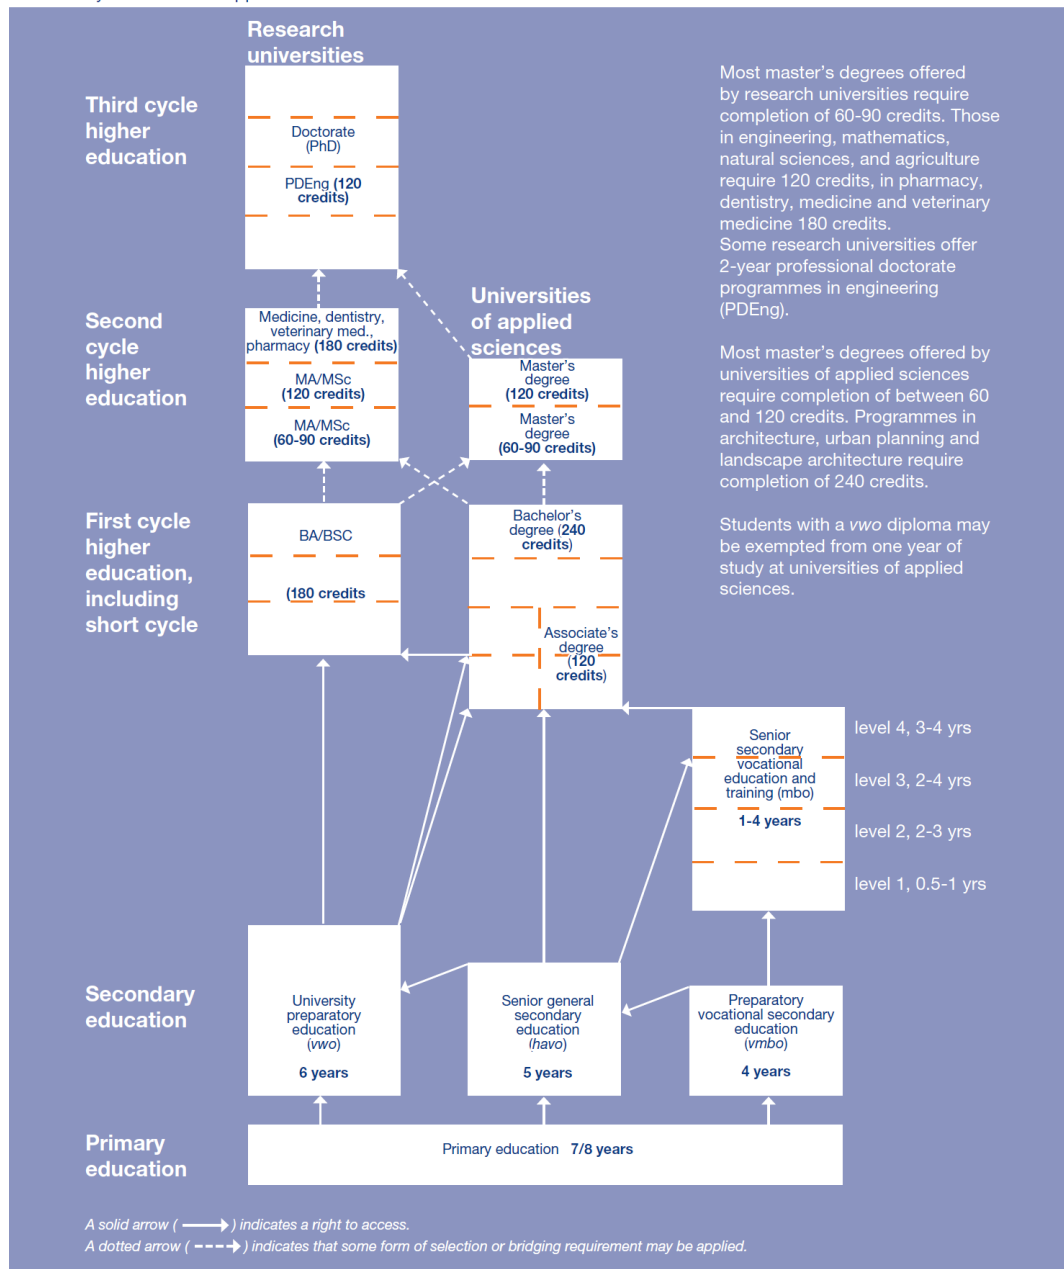 Research
universities
Third cycle
higher
education
Doctorate
(PhD)
PDEng (120
credits)
Most master's degrees offered
by research universities require
completion of 60-90 credits. Those
in engineering, mathematics,
natural sciences, and agriculture
require 120 credits, in pharmacy,
dentistry, medicine and veterinary
medicine 180 credits.
Some research universities offer
2-year professional doctorate
programmes in engineering
(PDEng).
Universities
of applied
sciences
Second
cycle
higher
education
Medicine, dentistry,
veterinary med.,
pharmacy (180 credits)
MA/MSc
(120 credits)
MA/MSc
(60-90 credits)
Master's
degree
(120 credits)
Master's
degree
(60-90 credits)
Most master's degrees offered by
universities of applied sciences
require completion of between 60
and 120 credits. Programmes in
architecture, urban planning and
landscape architecture require
completion of 240 credits.
First cycle
higher
education,
including
short cycle
BA/BSC
(180 credits
Bachelor's
degree (240
credits)
Associate's
degree
(120
credits)
Students with a vwo diploma may
be exempted from one year of
study at universities of applied
sciences.
Senior
secondary
vocational
education and
training (mbo)
1-4 years
level 4, 3-4 yrs
level 3, 2-4 yrs
level 2, 2-3 yrs
level 1, 0.5-1 yrs
Secondary
education
University
preparatory
education
(vwo)
6 years
Senior general
secondary
education
(havo)
5 years
Preparatory
vocational secondary
education
(vmbo)
4 years
Primary
education
Primary education 7/8 years
A solid arrow ( ) indicates a right to access.
A dotted arrow ( ) indicates that some form of selection or bridging requirement may be applied.